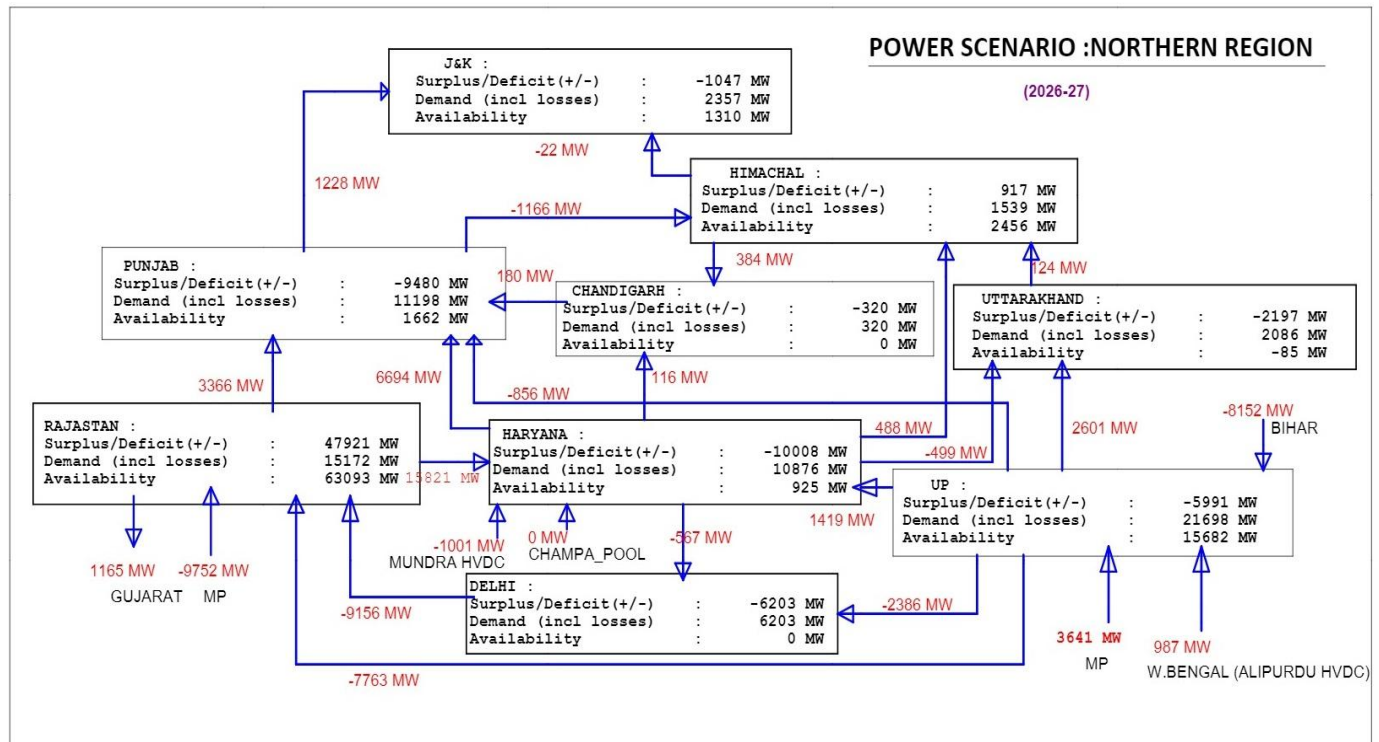 POWER SCENARIO :NORTHERN REGION
(2026-27)
J&K :
Surplus/Deficit(+/-) : -1047 MW
Demand (incl losses) : 2357 MW
Availability : 1310 MW
-22 MW
1228 MW
HIMACHAL :
Surplus/Deficit(+/-) : 917 MW
Demand (incl losses) : 1539 MW
Availability : 2456 MW
-1166 MW
384 MW
124 MW
PUNJAB :
Surplus/Deficit(+/-) : -9480 MW
Demand (incl losses) : 11198 MW
Availability : 1662 MW
180 MW
CHANDIGARH :
Surplus/Deficit(+/-) : -320 MW
Demand (incl losses) : 320 MW
Availability : 0 MW
UTTARAKHAND :
Surplus/Deficit(+/-) : -2197 MW
Demand (incl losses) : 2086 MW
Availability : -85 MW
3366 MW
6694 MW
116 MW
-856 MW
RAJASTAN :
Surplus/Deficit(+/-) : 47921 MW
Demand (incl losses) : 15172 MW
Availability : 63093 MW
15821 MW
HARYANA :
Surplus/Deficit(+/-) : -10008 MW
Demand (incl losses) : 10876 MW
Availability : 925 MW
488 MW
-499 MW
2601 MW
-8152 MW
BIHAR
UP :
Surplus/Deficit(+/-) : -5991 MW
Demand (incl losses) : 21698 MW
Availability : 15682 MW
1419 MW
1165 MW
GUJARAT
-9752 MW
MP
-1001 MW
MUNDRA HVDC
0 MW
CHAMPA_POOL
-567 MW
DELHI :
Surplus/Deficit(+/-) : -6203 MW
Demand (incl losses) : 6203 MW
Availability : 0 MW
-9156 MW
-2386 MW
-7763 MW
3641 MW
MP
987 MW
W.BENGAL (ALIPURDU HVDC)